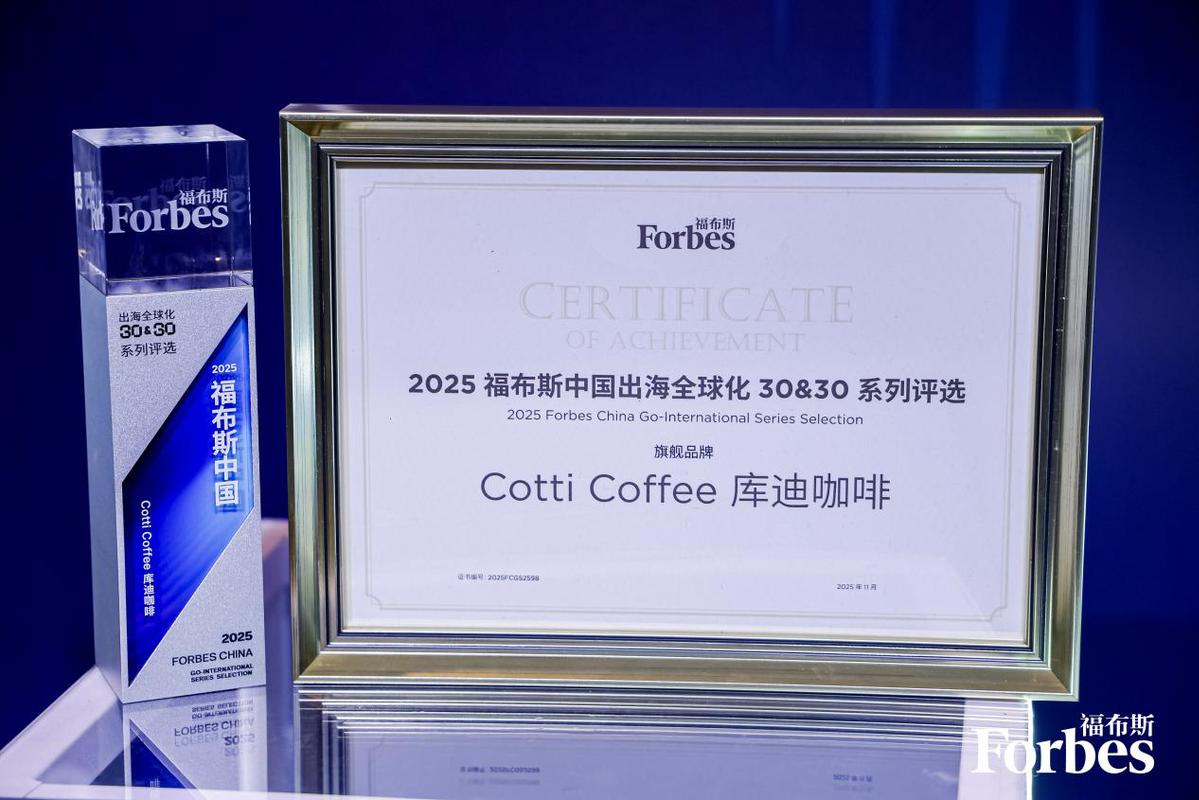 福布斯
Forbes
出海全球化
30&30
系列评选
2025
福布斯中国
Cotti Coffee 库迪咖啡
2025
FORBES CHINA
GO-INTERNATIONAL
SERIES SELECTION
福布斯
Forbes
CERTIFICATE
OF ACHIEVEMENT
2025 福布斯中国出海全球化 30&30 系列评选
2025 Forbes China Go-International Series Selection
旗舰品牌
Cotti Coffee 库迪咖啡
证书编号：2025FCGS2598
2025 年 11 月
福布斯
Forbes